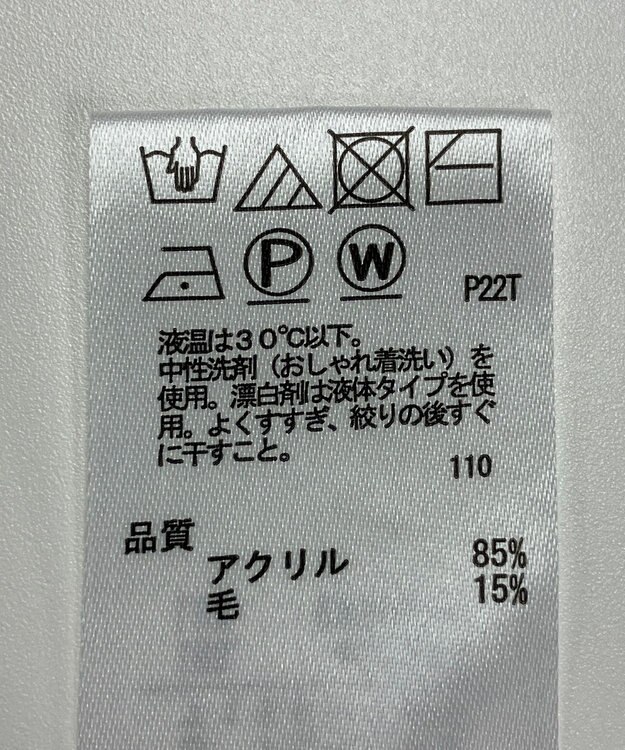 P W P22T
液温は30℃以下。
中性洗剤（おしゃれ着洗い）を
使用。漂白剤は液体タイプを使
用。よくすすぎ、絞りの後すぐ
に干すこと。
110
品質
アクリル 85%
毛 15%